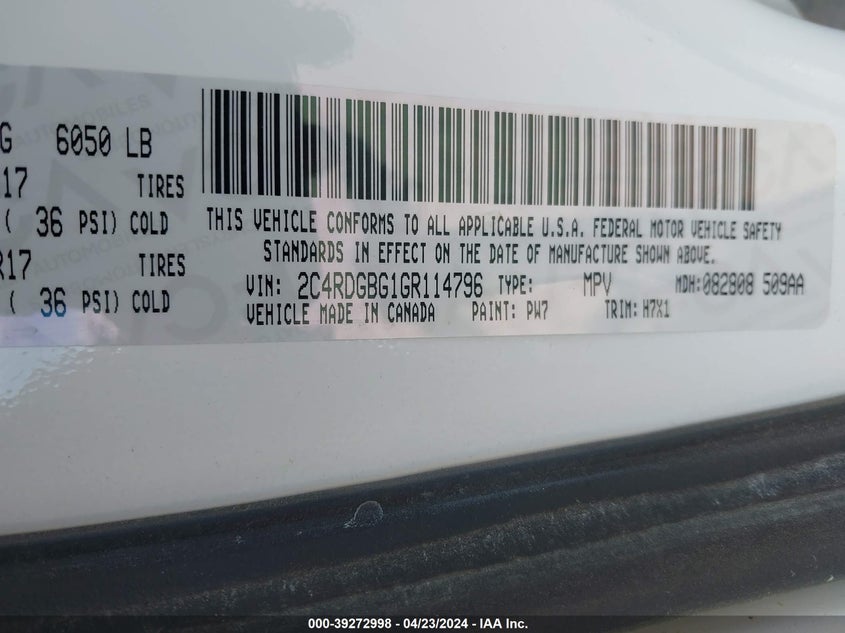 G 6050 LB
17 TIRES
( 36 PSI) COLD
R17 TIRES
( 36 PSI) COLD
THIS VEHICLE CONFORMS TO ALL APPLICABLE U.S.A. FEDERAL MOTOR VEHICLE SAFETY
STANDARDS IN EFFECT ON THE DATE OF MANUFACTURE SHOWN ABOVE.
VIN: 2C4RDGBG1GR114796 TYPE: MPV MDH:082808 509AA
VEHICLE MADE IN CANADA PAINT: PW7 TRIM: H7X1
000-39272998 | 04/23/2024 | IAA Inc.